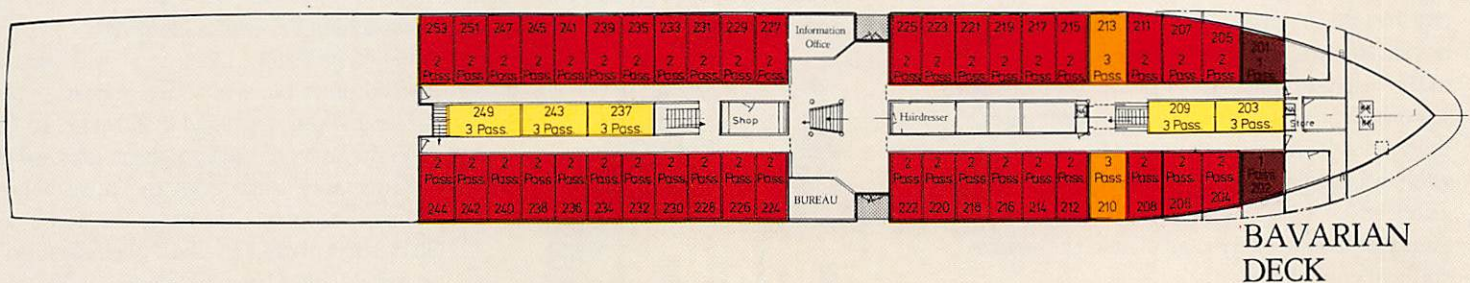 253 251 247 245 241 239 235 233 231 229 227
2 2 2 2 2 2 2 2 2 2 2
Pass. Pass. Pass. Pass. Pass. Pass. Pass. Pass. Pass. Pass. Pass.
Information
Office
225 223 221 219 217 215 213 211 207 205 201
2 2 2 2 2 2 3 2 2 2 1
Pass. Pass. Pass. Pass. Pass. Pass. Pass. Pass. Pass. Pass. Pass.
249 243 237
3 Pass. 3 Pass. 3 Pass.
Shop
Hairdresser
209 203
3 Pass. 3 Pass.
Store
2 2 2 2 2 2 2 2 2 2 2
Pass. Pass. Pass. Pass. Pass. Pass. Pass. Pass. Pass. Pass. Pass.
244 242 240 238 236 234 232 230 228 226 224
BUREAU
2 2 2 2 2 2 3 2 2 2 1
Pass. Pass. Pass. Pass. Pass. Pass. Pass. Pass. Pass. Pass. Pass.
222 220 218 216 214 212 210 208 206 204 202
BAVARIAN
DECK